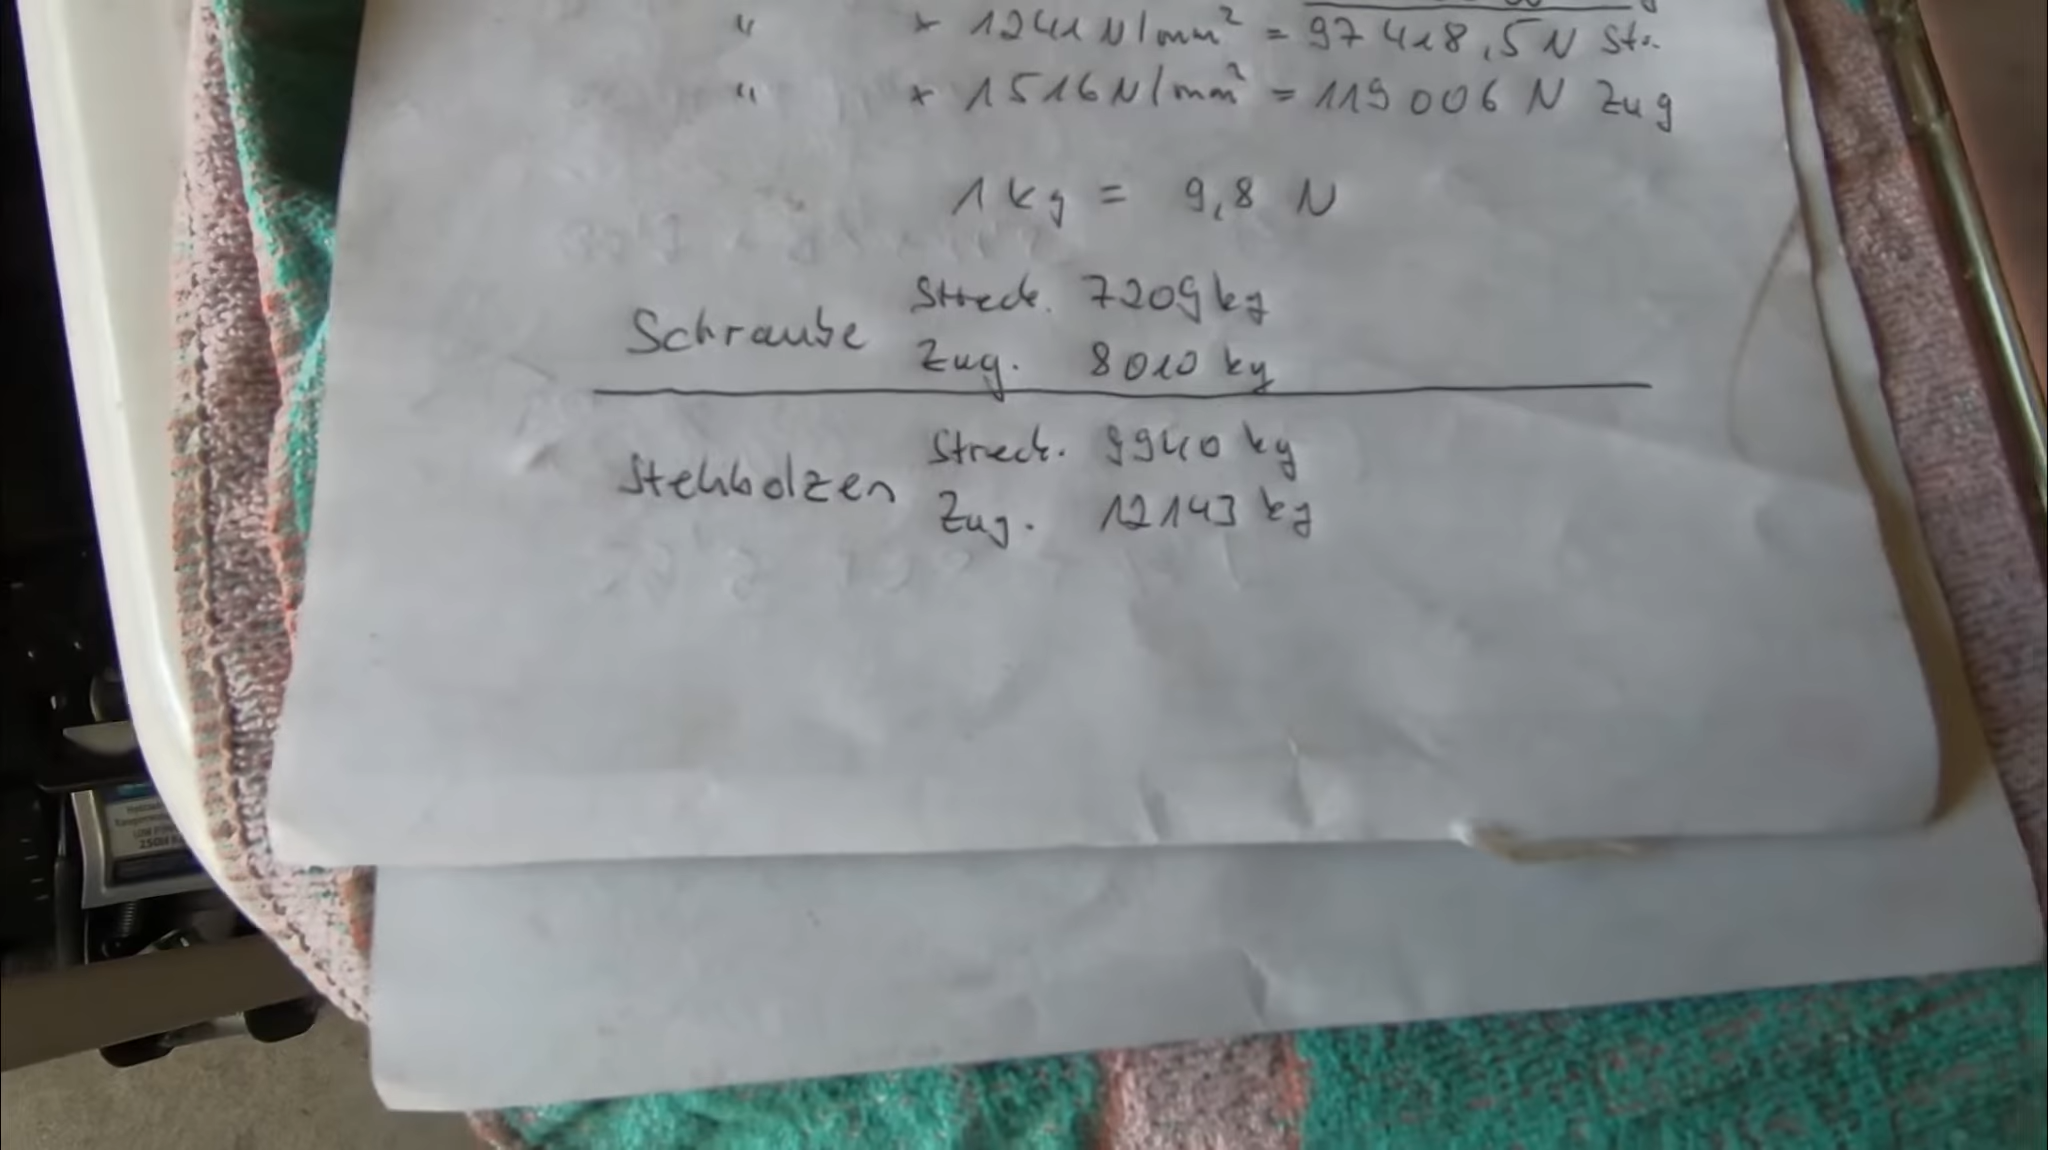 " * 1241 N/mm² = 97418,5 N Str.
" * 1516 N/mm² = 119006 N Zug
1 kg = 9,8 N
Schraube Streck. 7209 kg
Zug. 8010 kg
Stehbolzen Streck. 9940 kg
Zug. 12143 kg